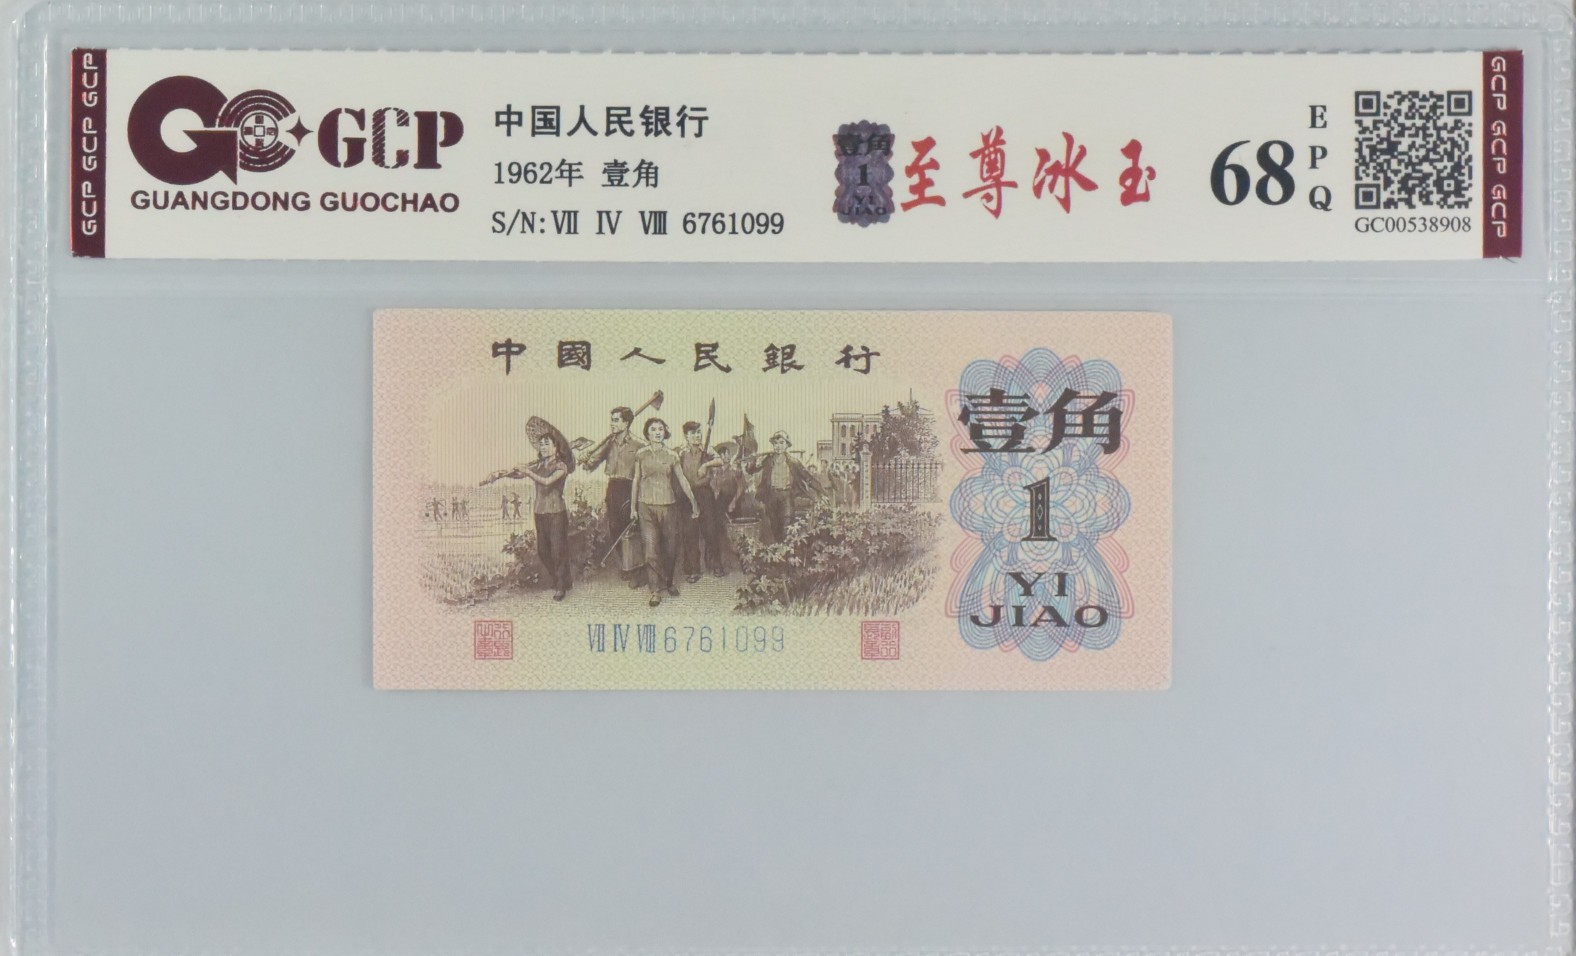 GCP GCP GCP
GCP
GUANGDONG GUOCHAO
中国人民银行
1962年 壹角
S/N:Ⅶ Ⅳ Ⅷ 6761099
壹角
1
YI
JIAO
至尊冰玉
68
EPQ
GC00538908
GCP GCP GCP
中國人民銀行
壹角
1
YI
JIAO
ⅦⅣⅧ6761099